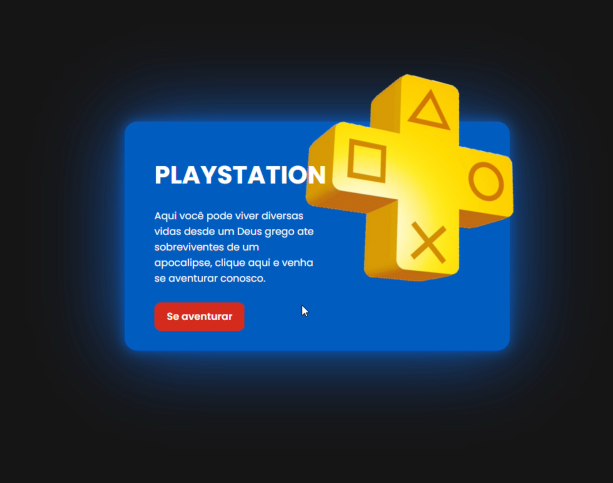 PLAYSTATION
Aqui você pode viver diversas
vidas desde um Deus grego ate
sobreviventes de um
apocalipse, clique aqui e venha
se aventurar conosco.
Se aventurar